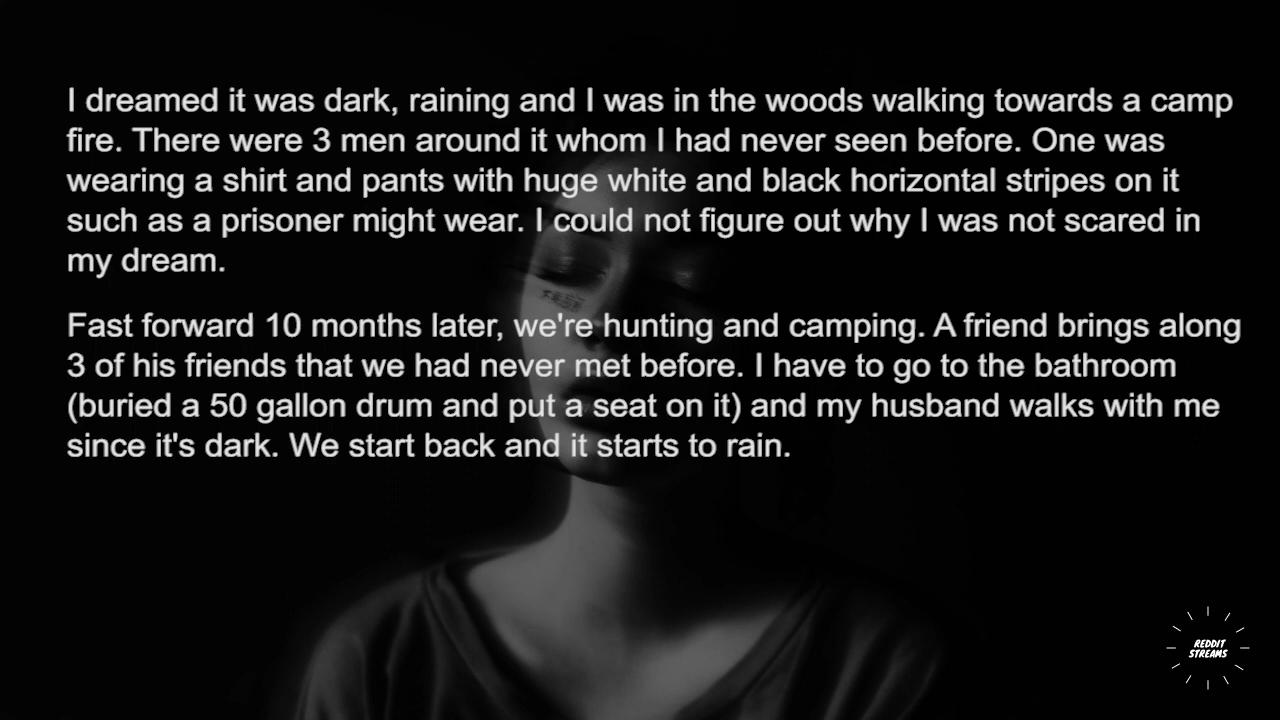 I dreamed it was dark, raining and I was in the woods walking towards a camp
fire. There were 3 men around it whom I had never seen before. One was
wearing a shirt and pants with huge white and black horizontal stripes on it
such as a prisoner might wear. I could not figure out why I was not scared in
my dream.
Fast forward 10 months later, we're hunting and camping. A friend brings along
3 of his friends that we had never met before. I have to go to the bathroom
(buried a 50 gallon drum and put a seat on it) and my husband walks with me
since it's dark. We start back and it starts to rain.
REDDIT
STREAMS